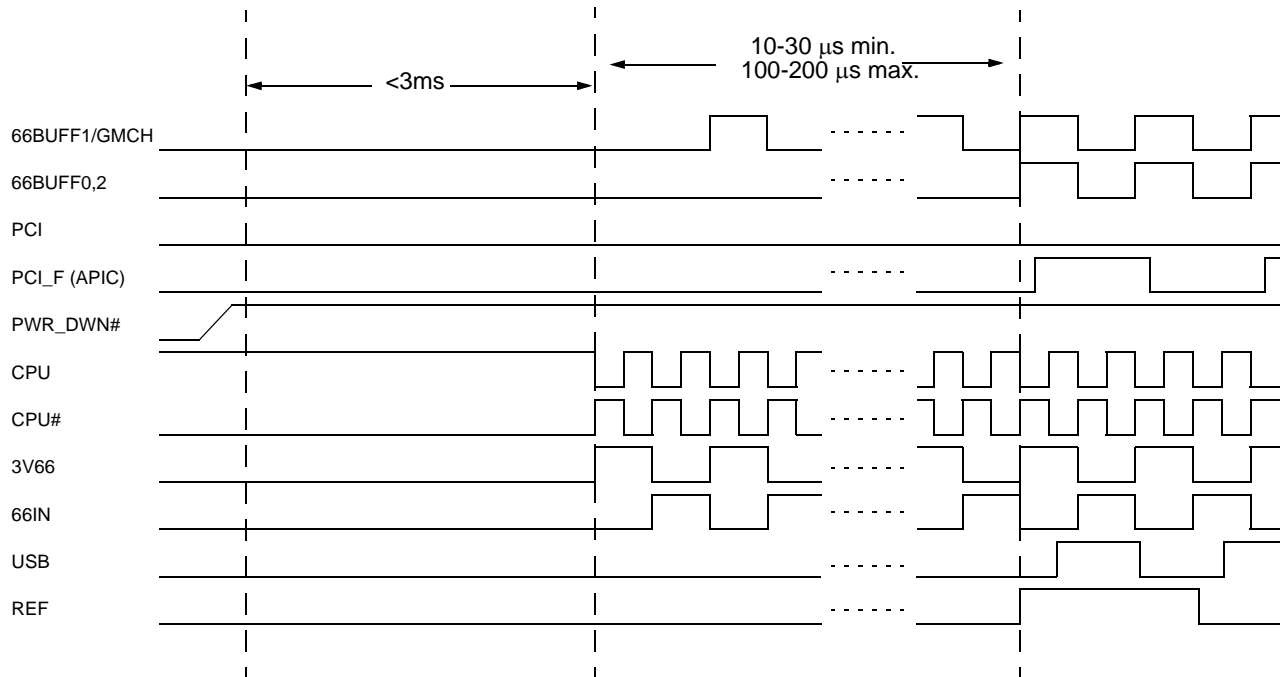 10-30 μs min.
100-200 μs max.
<3ms
66BUFF1/GMCH
66BUFF0,2
PCI
PCI_F (APIC)
PWR_DWN#
CPU
CPU#
3V66
66IN
USB
REF